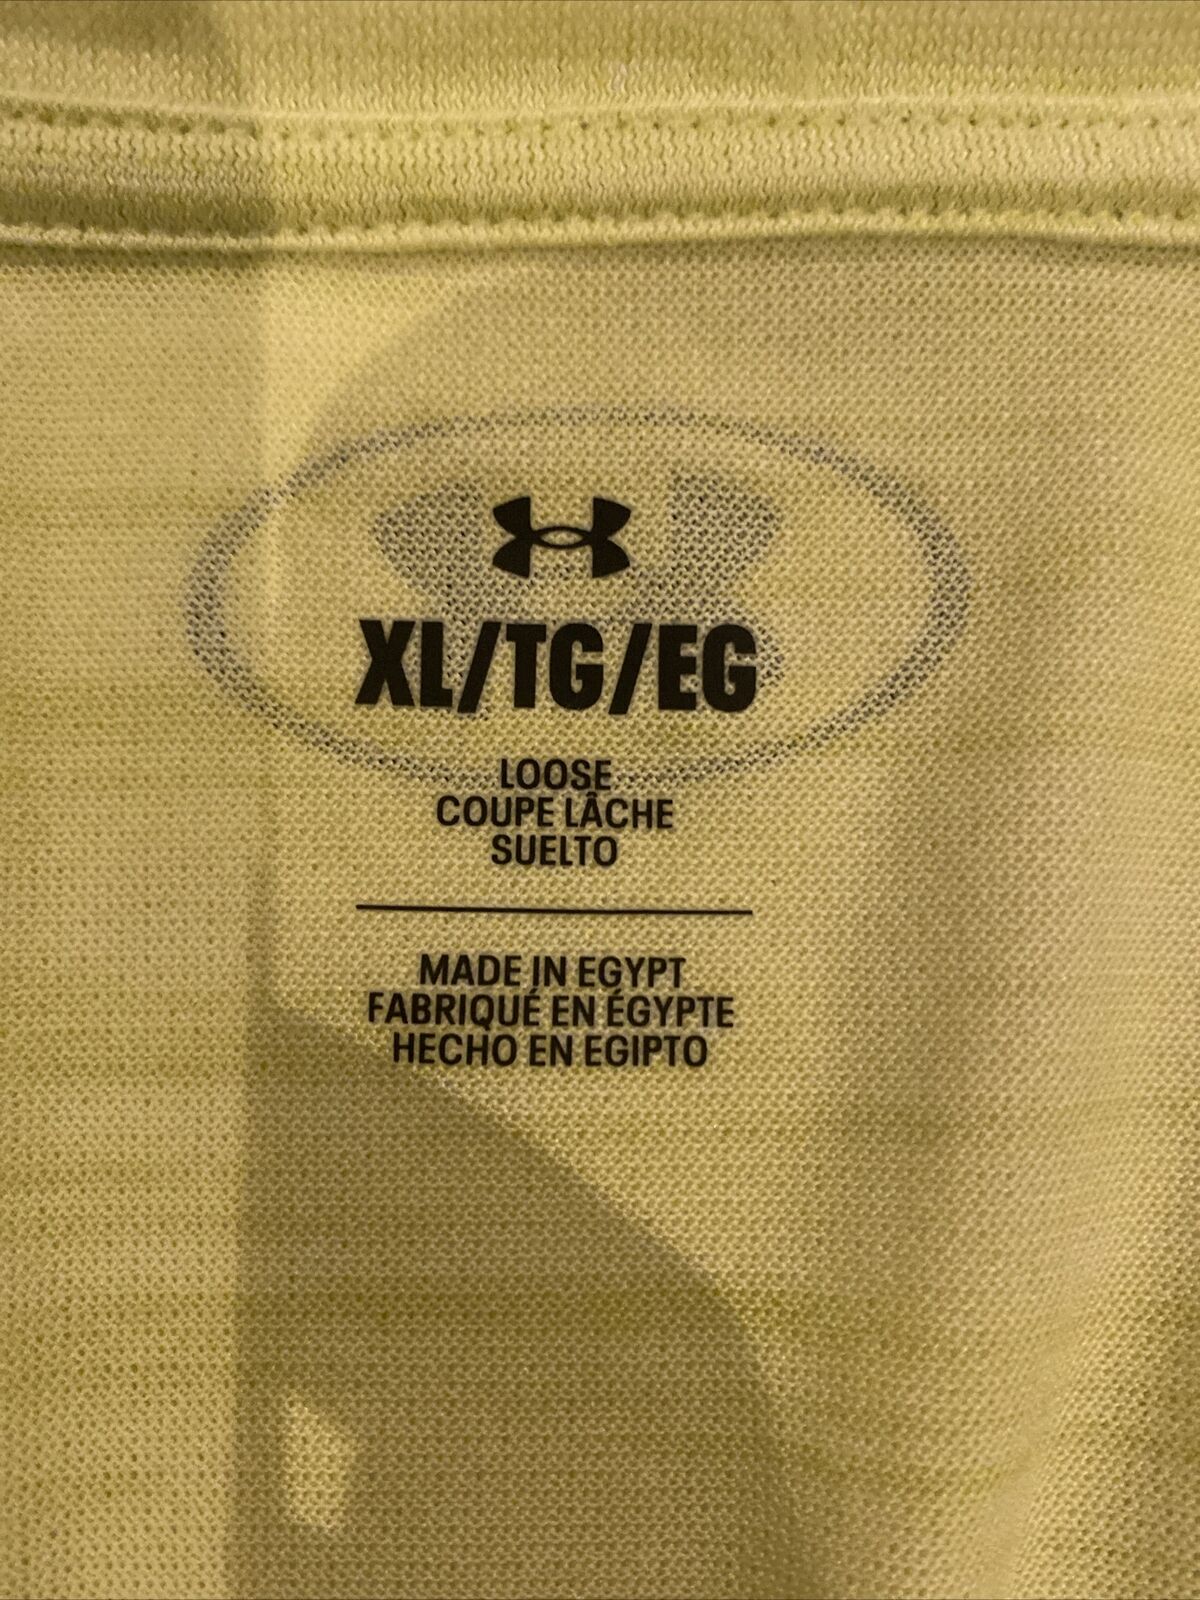 XL/TG/EG
LOOSE
COUPE LÂCHE
SUELTO
MADE IN EGYPT
FABRIQUÉ EN ÉGYPTE
HECHO EN EGIPTO